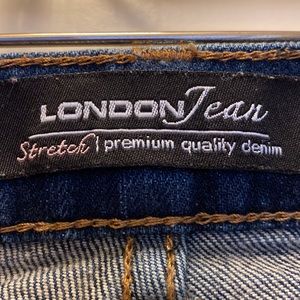 LONDON Jean
Stretch | premium quality denim